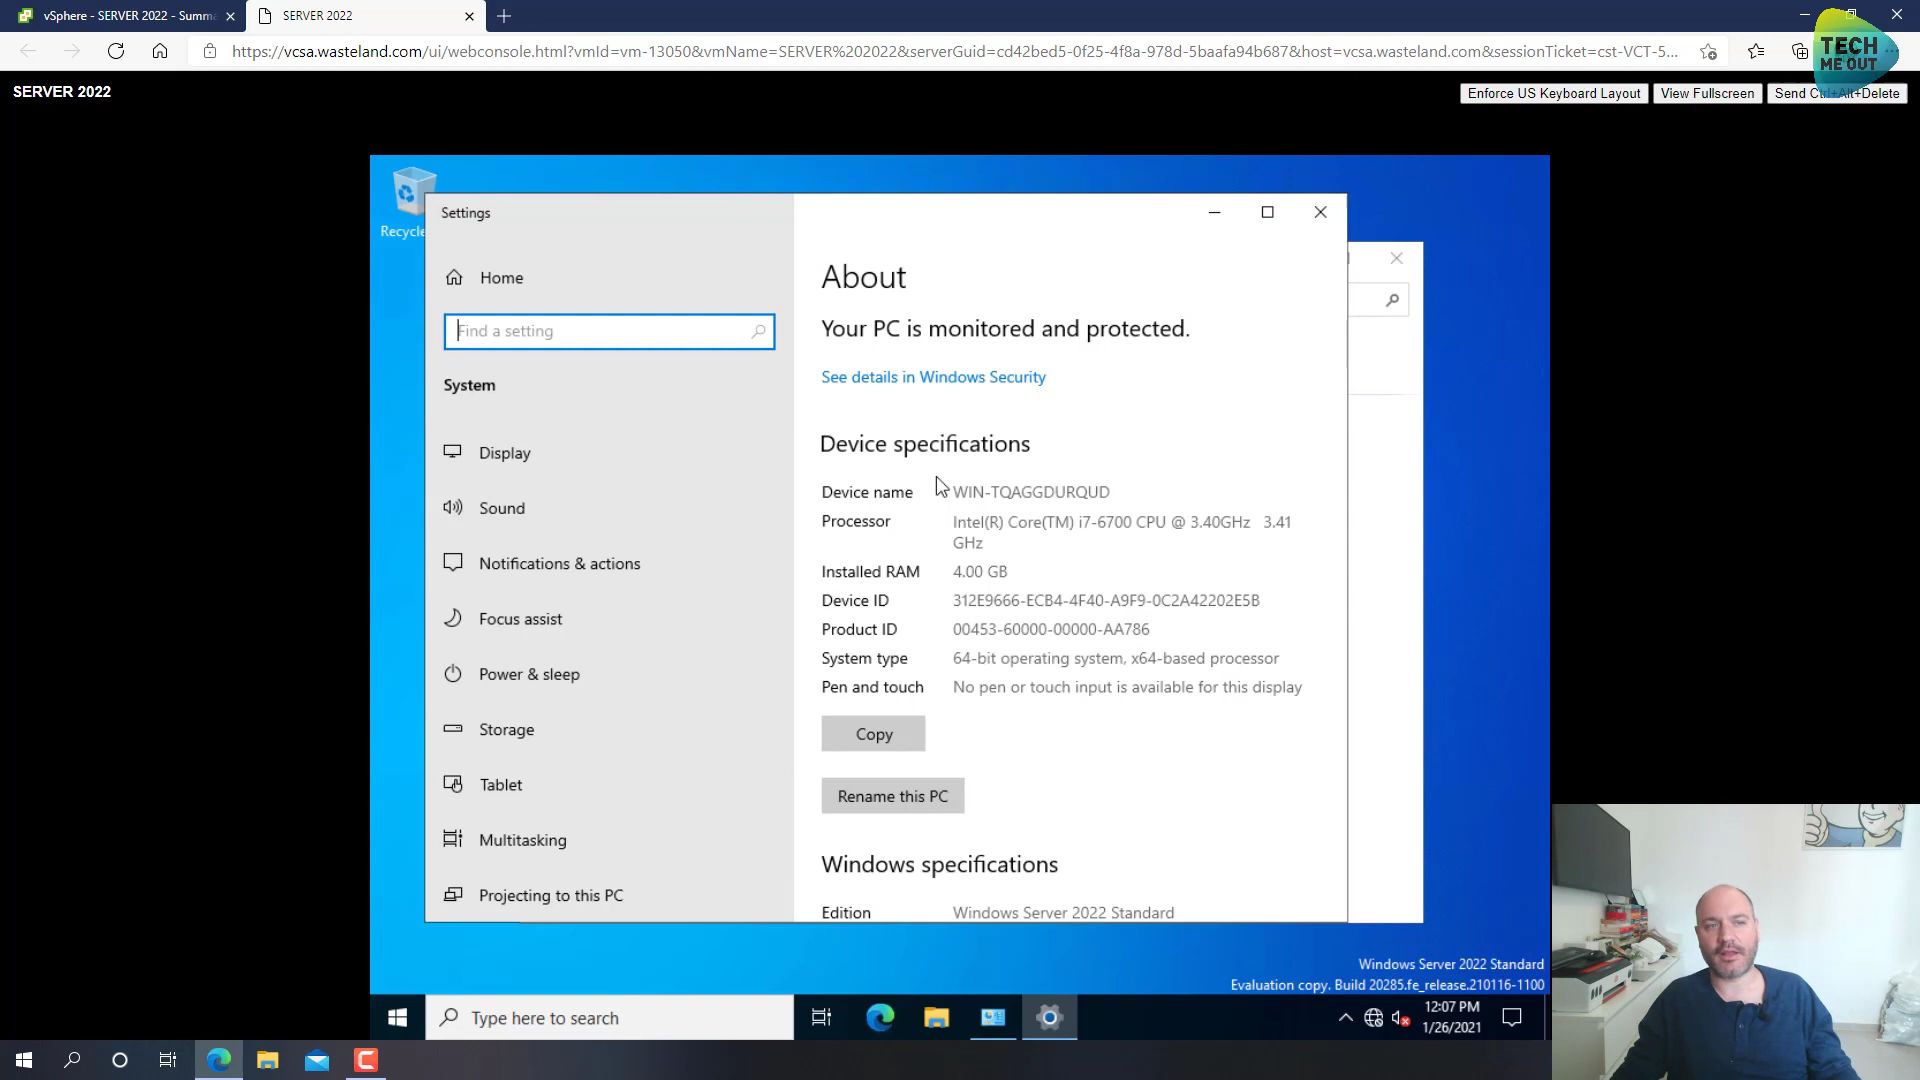 vSphere - SERVER 2022 - Summa
SERVER 2022
https://vcsa.wasteland.com/ui/webconsole.html?vmId=vm-13050&vmName=SERVER%202022&serverGuid=cd42bed5-0f25-4f8a-978d-5baafa94b687&host=vcsa.wasteland.com&sessionTicket=cst-VCT-5...
TECH
ME OUT
SERVER 2022
Enforce US Keyboard Layout
View Fullscreen
Send Ctrl+Alt+Delete
Recycle
Settings
Home
Find a setting
System
Display
Sound
Notifications & actions
Focus assist
Power & sleep
Storage
Tablet
Multitasking
Projecting to this PC
About
Your PC is monitored and protected.
See details in Windows Security
Device specifications
Device name WIN-TQAGGDURQUD
Processor Intel(R) Core(TM) i7-6700 CPU @ 3.40GHz 3.41
GHz
Installed RAM 4.00 GB
Device ID 312E9666-ECB4-4F40-A9F9-0C2A42202E5B
Product ID 00453-60000-00000-AA786
System type 64-bit operating system, x64-based processor
Pen and touch No pen or touch input is available for this display
Copy
Rename this PC
Windows specifications
Edition Windows Server 2022 Standard
Windows Server 2022 Standard
Evaluation copy. Build 20285.fe_release.210116-1100
Type here to search
12:07 PM
1/26/2021